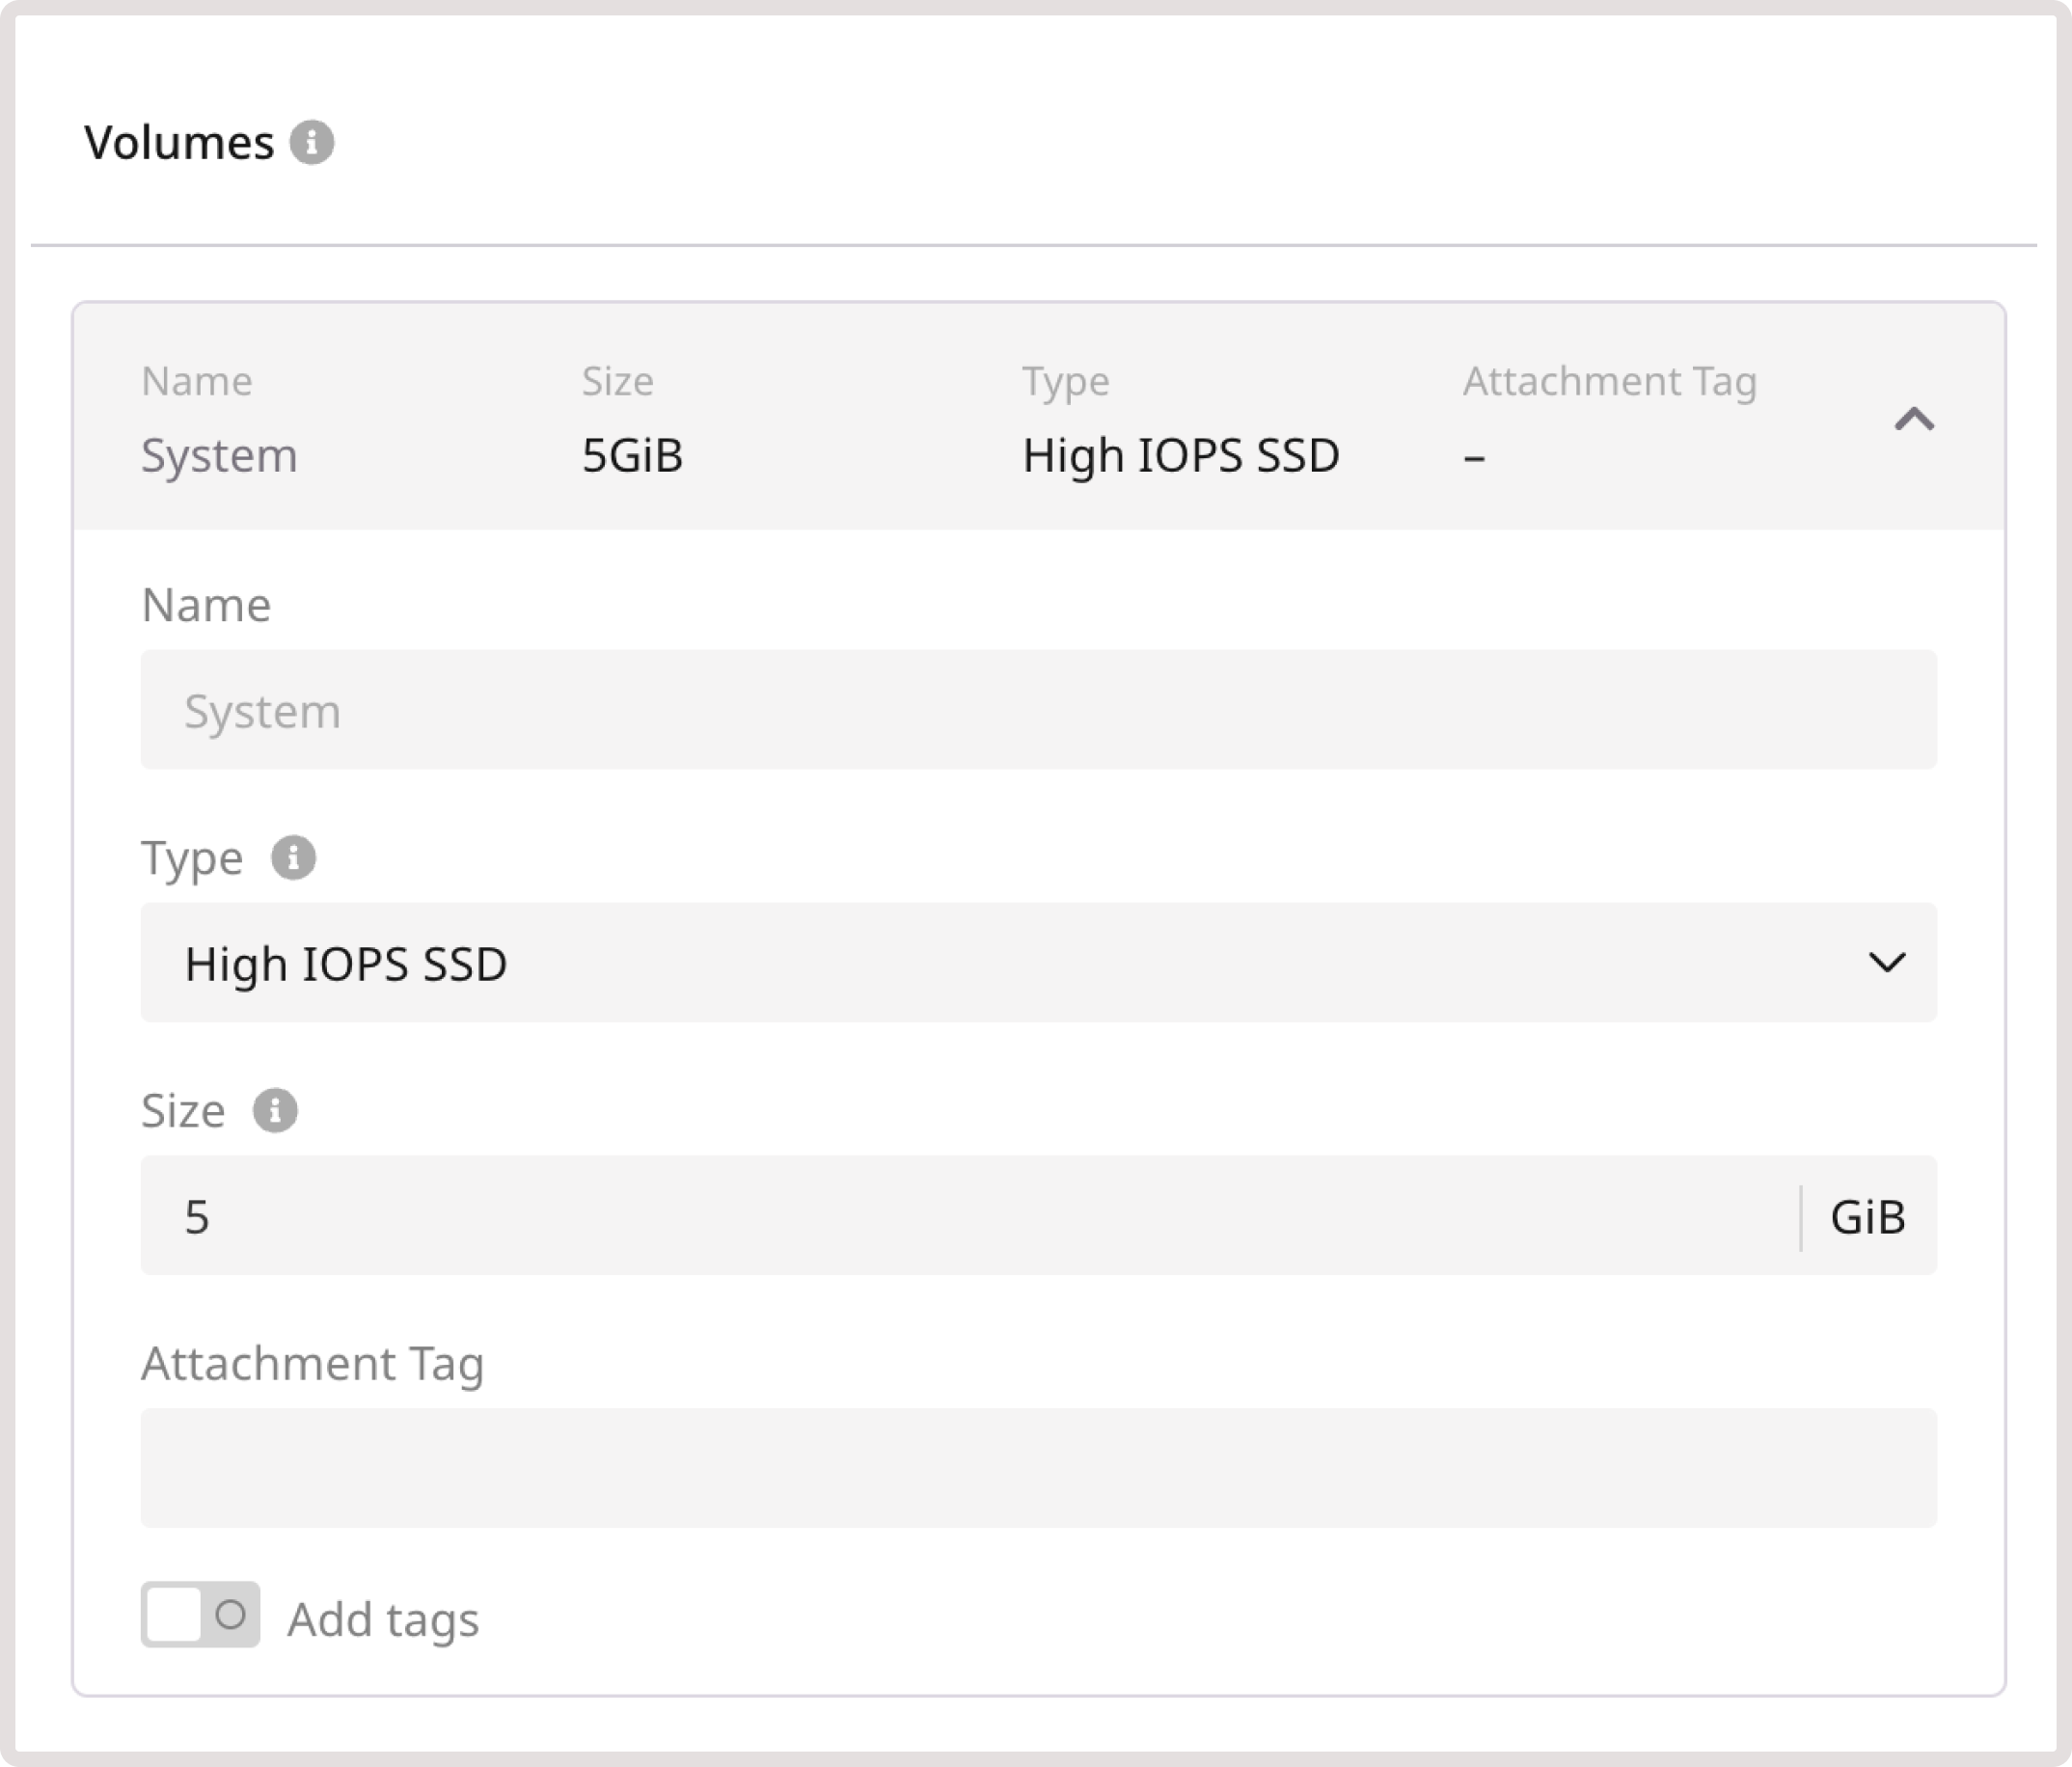 Volumes
Name Size Type Attachment Tag
System 5GiB High IOPS SSD –
Name
System
Type
High IOPS SSD
Size
5 GiB
Attachment Tag
Add tags